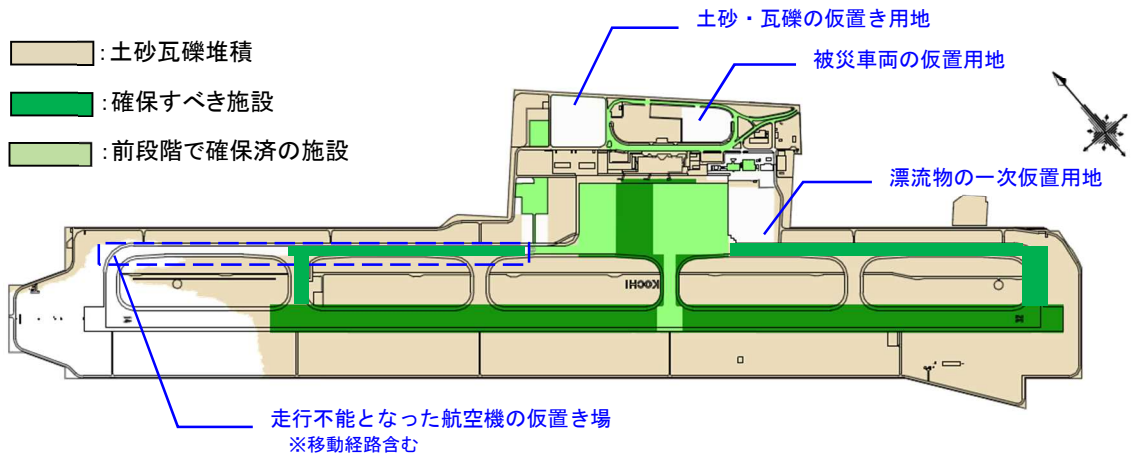 土砂・瓦礫の仮置き用地
被災車両の仮置用地
:土砂瓦礫堆積
:確保すべき施設
:前段階で確保済の施設
漂流物の一次仮置用地
KOCHI
走行不能となった航空機の仮置き場
※移動経路含む